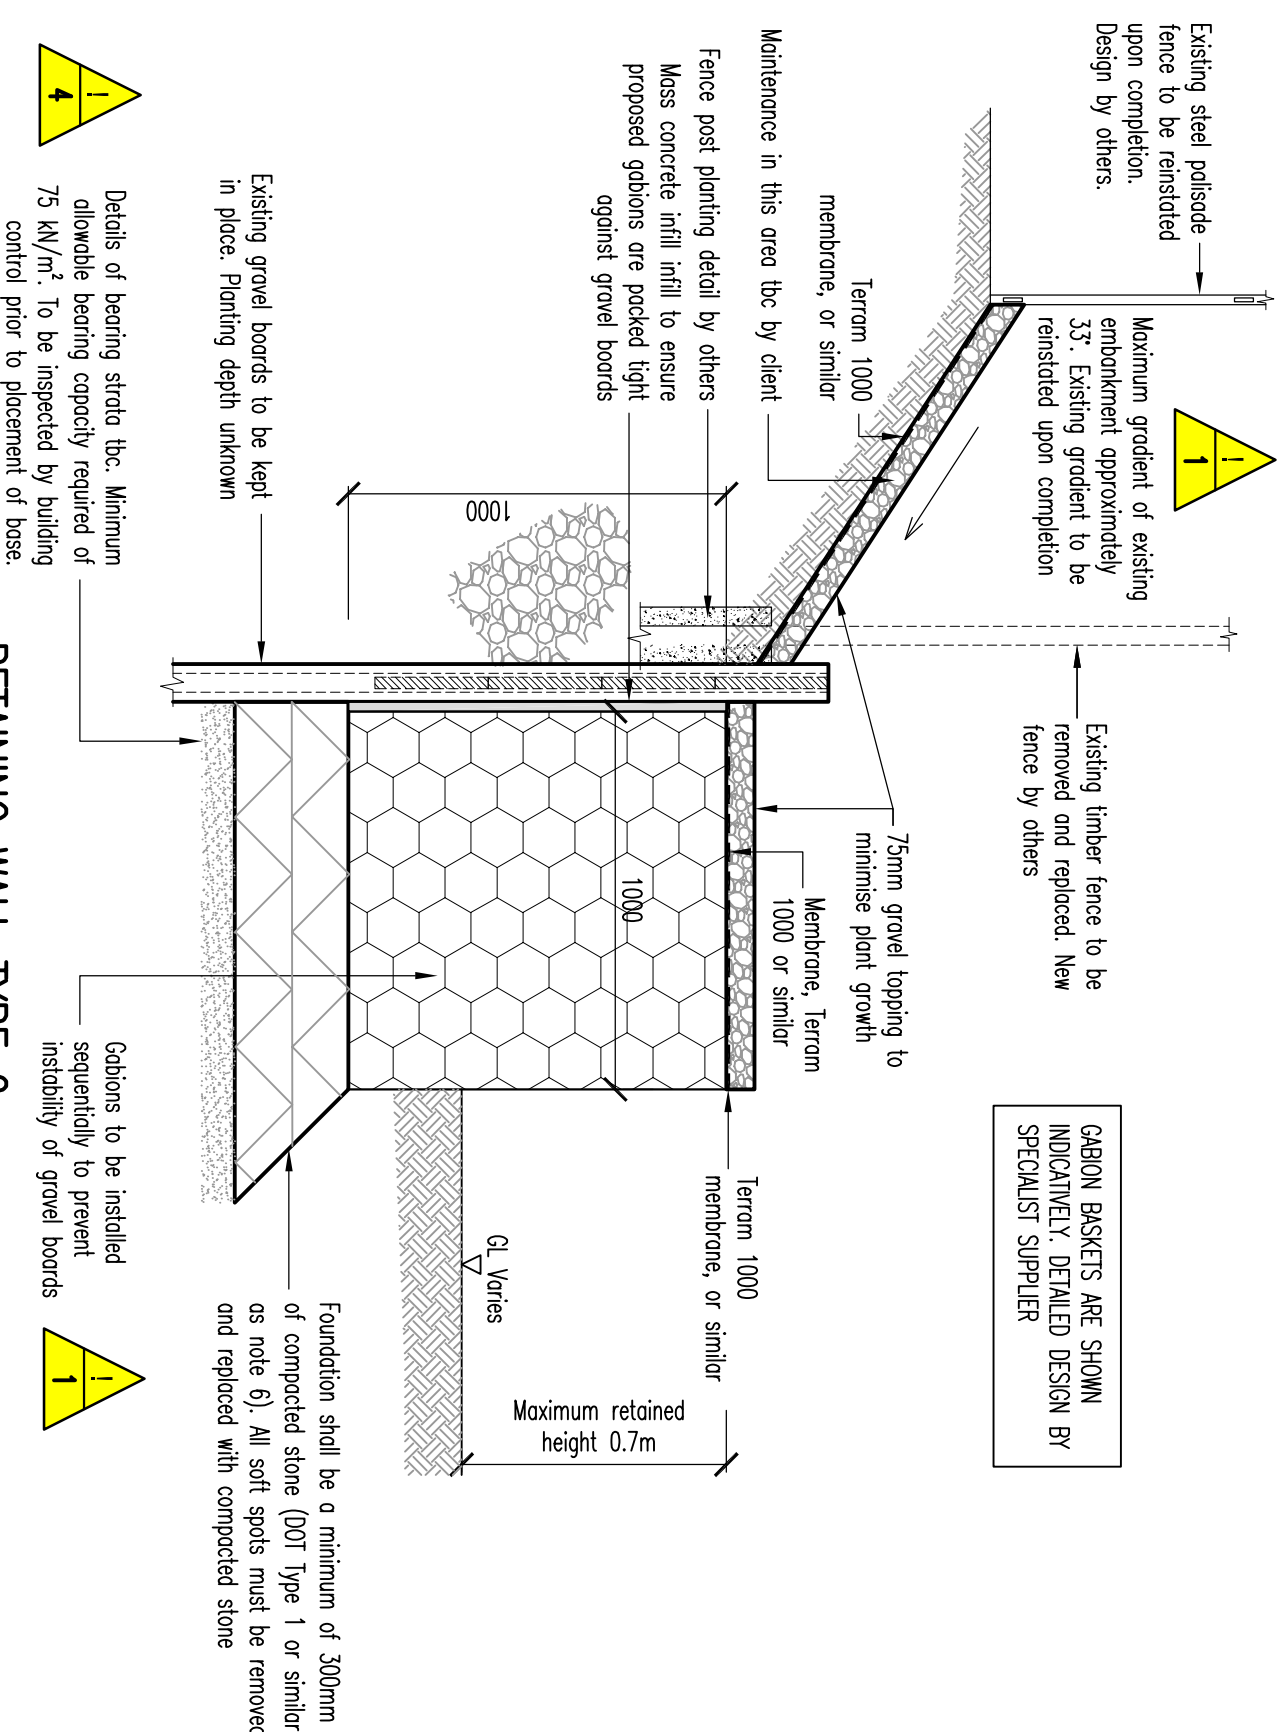 Existing steel palisade
fence to be reinstated
upon completion.
Design by others.
Maximum gradient of existing
embankment approximately
33°. Existing gradient to be
reinstated upon completion
!
1
Existing timber fence to be
removed and replaced. New
fence by others
GABION BASKETS ARE SHOWN
INDICATIVELY. DETAILED DESIGN BY
SPECIALIST SUPPLIER
Terram 1000
membrane, or similar
Maintenance in this area tbc by client
Fence post planting detail by others
Mass concrete infill infill to ensure
proposed gabions are packed tight
against gravel boards
75mm gravel topping to
minimise plant growth
Membrane, Terram
1000 or similar
Terram 1000
membrane, or similar
Maximum retained
height 0.7m
1000
1000
GL Varies
Existing gravel boards to be kept
in place. Planting depth unknown
Foundation shall be a minimum of 300mm
of compacted stone (DOT Type 1 or similar
as note 6). All soft spots must be removed
and replaced with compacted stone
!
4
Details of bearing strata tbc. Minimum
allowable bearing capacity required of
75 kN/m². To be inspected by building
control prior to placement of base.
Gabions to be installed
sequentially to prevent
instability of gravel boards
!
1
RETAINING WALL TYPE